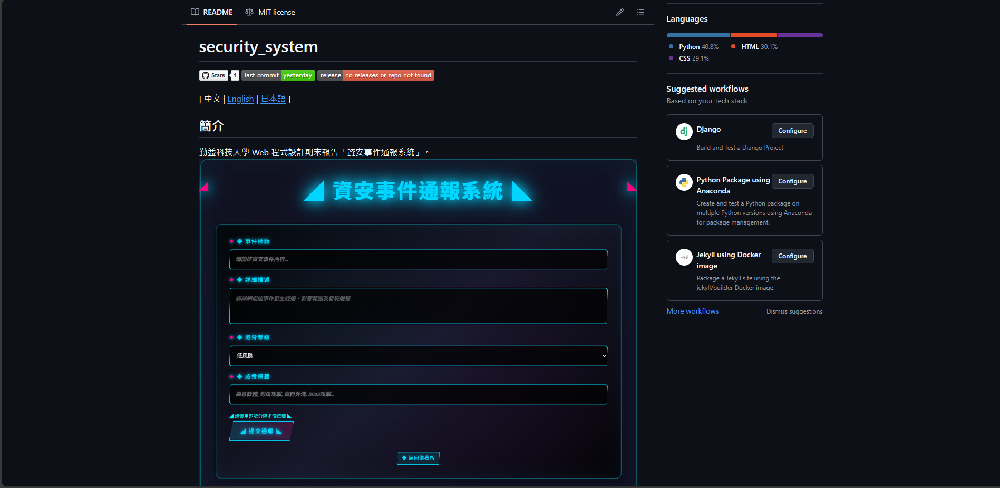 README
MIT license
security_system
Stars 1 last commit yesterday release no releases or repo not found
[ 中文 | English | 日本語 ]
簡介
勤益科技大學 Web 程式設計期末報告「資安事件通報系統」。
資安事件通報系統
事件標題
請簡述資安事件內容...
詳細描述
請詳細描述事件發生經過、影響範圍及發現過程...
威脅等級
低風險
威脅標籤
惡意軟體, 釣魚攻擊, 資料外洩, DDoS攻擊...
請使用逗號分隔多個標籤
提交通報
返回儀表板
Languages
Python 40.8%
HTML 30.1%
CSS 29.1%
Suggested workflows
Based on your tech stack
dj
Django
Configure
Build and Test a Django Project
Python Package using
Anaconda
Configure
Create and test a Python package on
multiple Python versions using Anaconda
for package management.
Jekyll using Docker
image
Configure
Package a Jekyll site using the
jekyll/builder Docker image.
More workflows
Dismiss suggestions